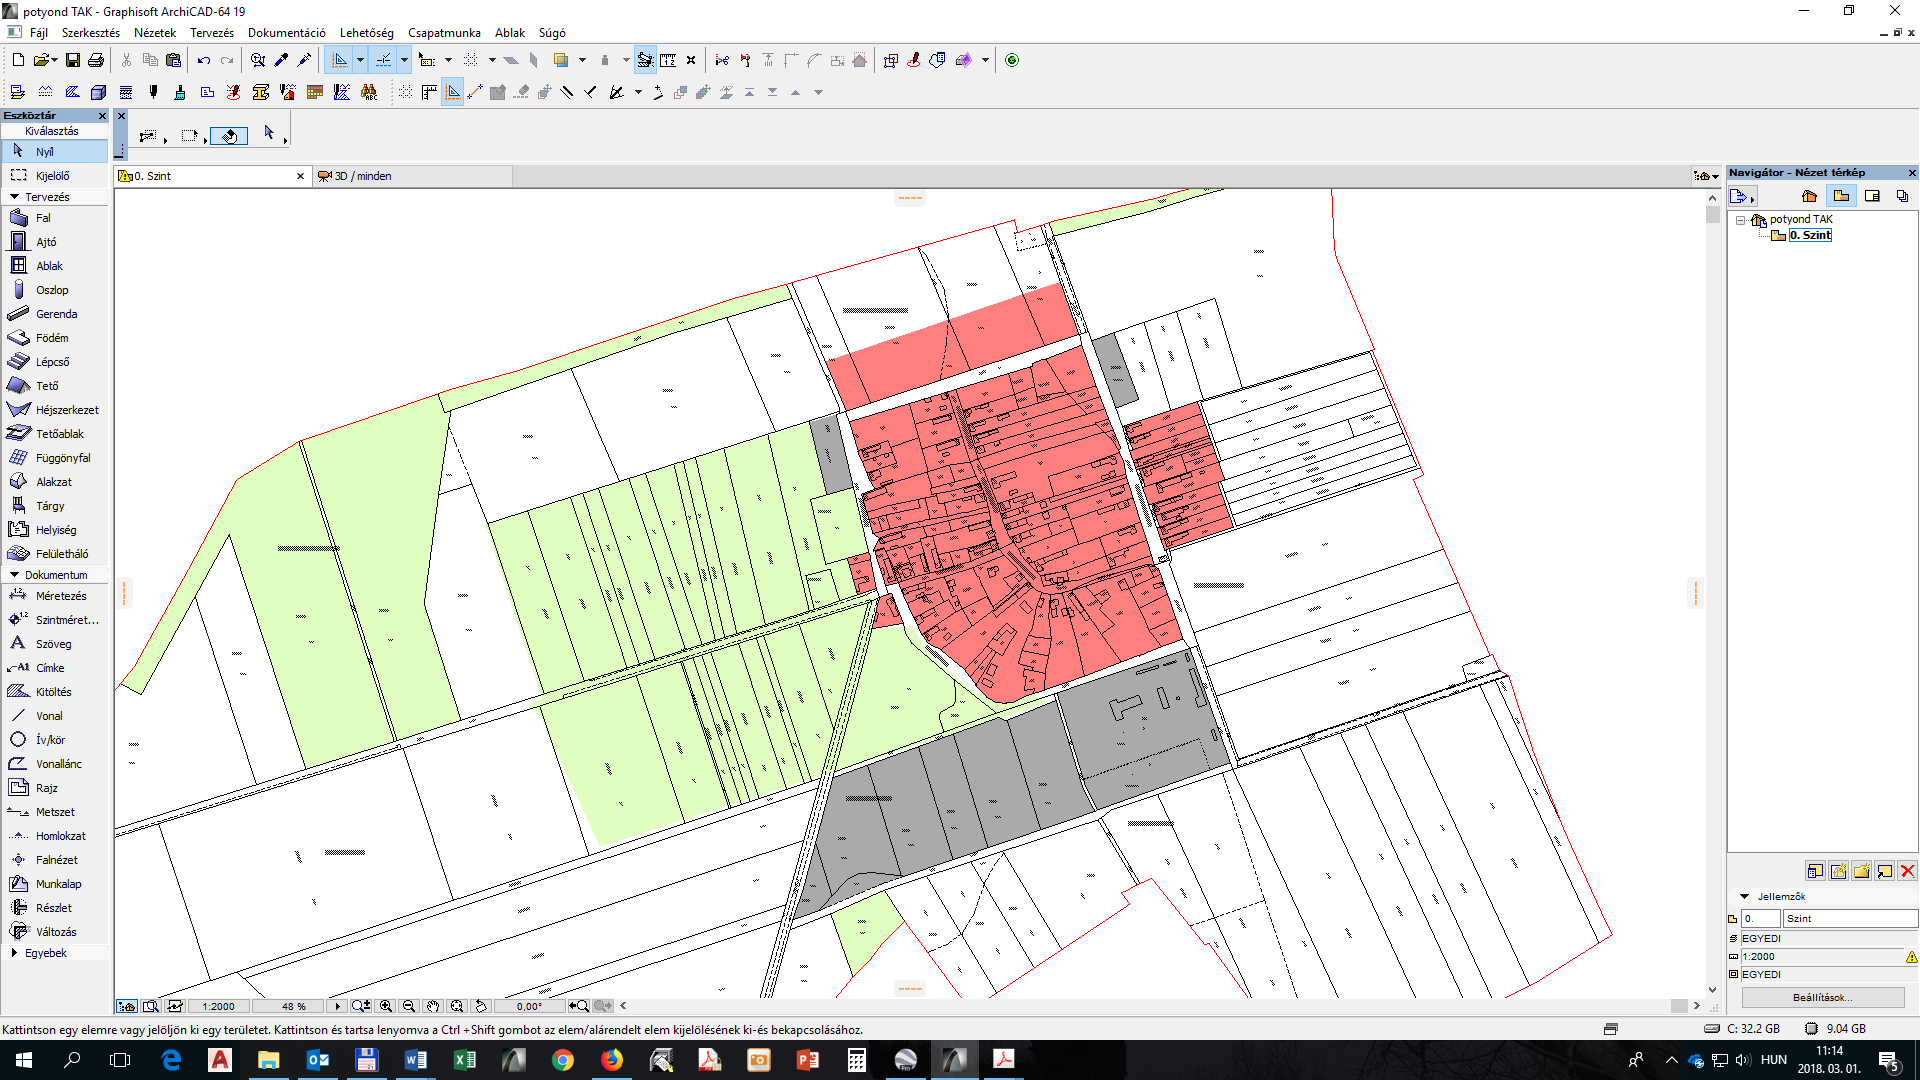 potyond TAK - Graphisoft ArchiCAD-64 19
Fájl Szerkesztés Nézetek Tervezés Dokumentáció Lehetőség Csapatmunka Ablak Súgó
Eszköztár
Kiválasztás
Nyíl
Kijelölő
Tervezés
Fal
Ajtó
Ablak
Oszlop
Gerenda
Födém
Lépcső
Tető
Héjszerkezet
Tetőablak
Függönyfal
Alakzat
Tárgy
Helyiség
Felületháló
Dokumentum
Méretezés
Szintméret...
Szöveg
Címke
Kitöltés
Vonal
Ív/kör
Vonallánc
Rajz
Metszet
Homlokzat
Falnézet
Munkalap
Részlet
Változás
Egyebek
0. Szint
3D / minden
1:2000
48 %
0,00°
Navigátor - Nézet térkép
potyond TAK
0. Szint
Jellemzők
0. Szint
EGYEDI
1:2000
EGYEDI
Beállítások...
Kattintson egy elemre vagy jelöljön ki egy területet. Kattintson és tartsa lenyomva a Ctrl +Shift gombot az elem/alárendelt elem kijelölésének ki-és bekapcsolásához.
C: 32.2 GB
9.04 GB
HUN
11:14
2018. 03. 01.
5